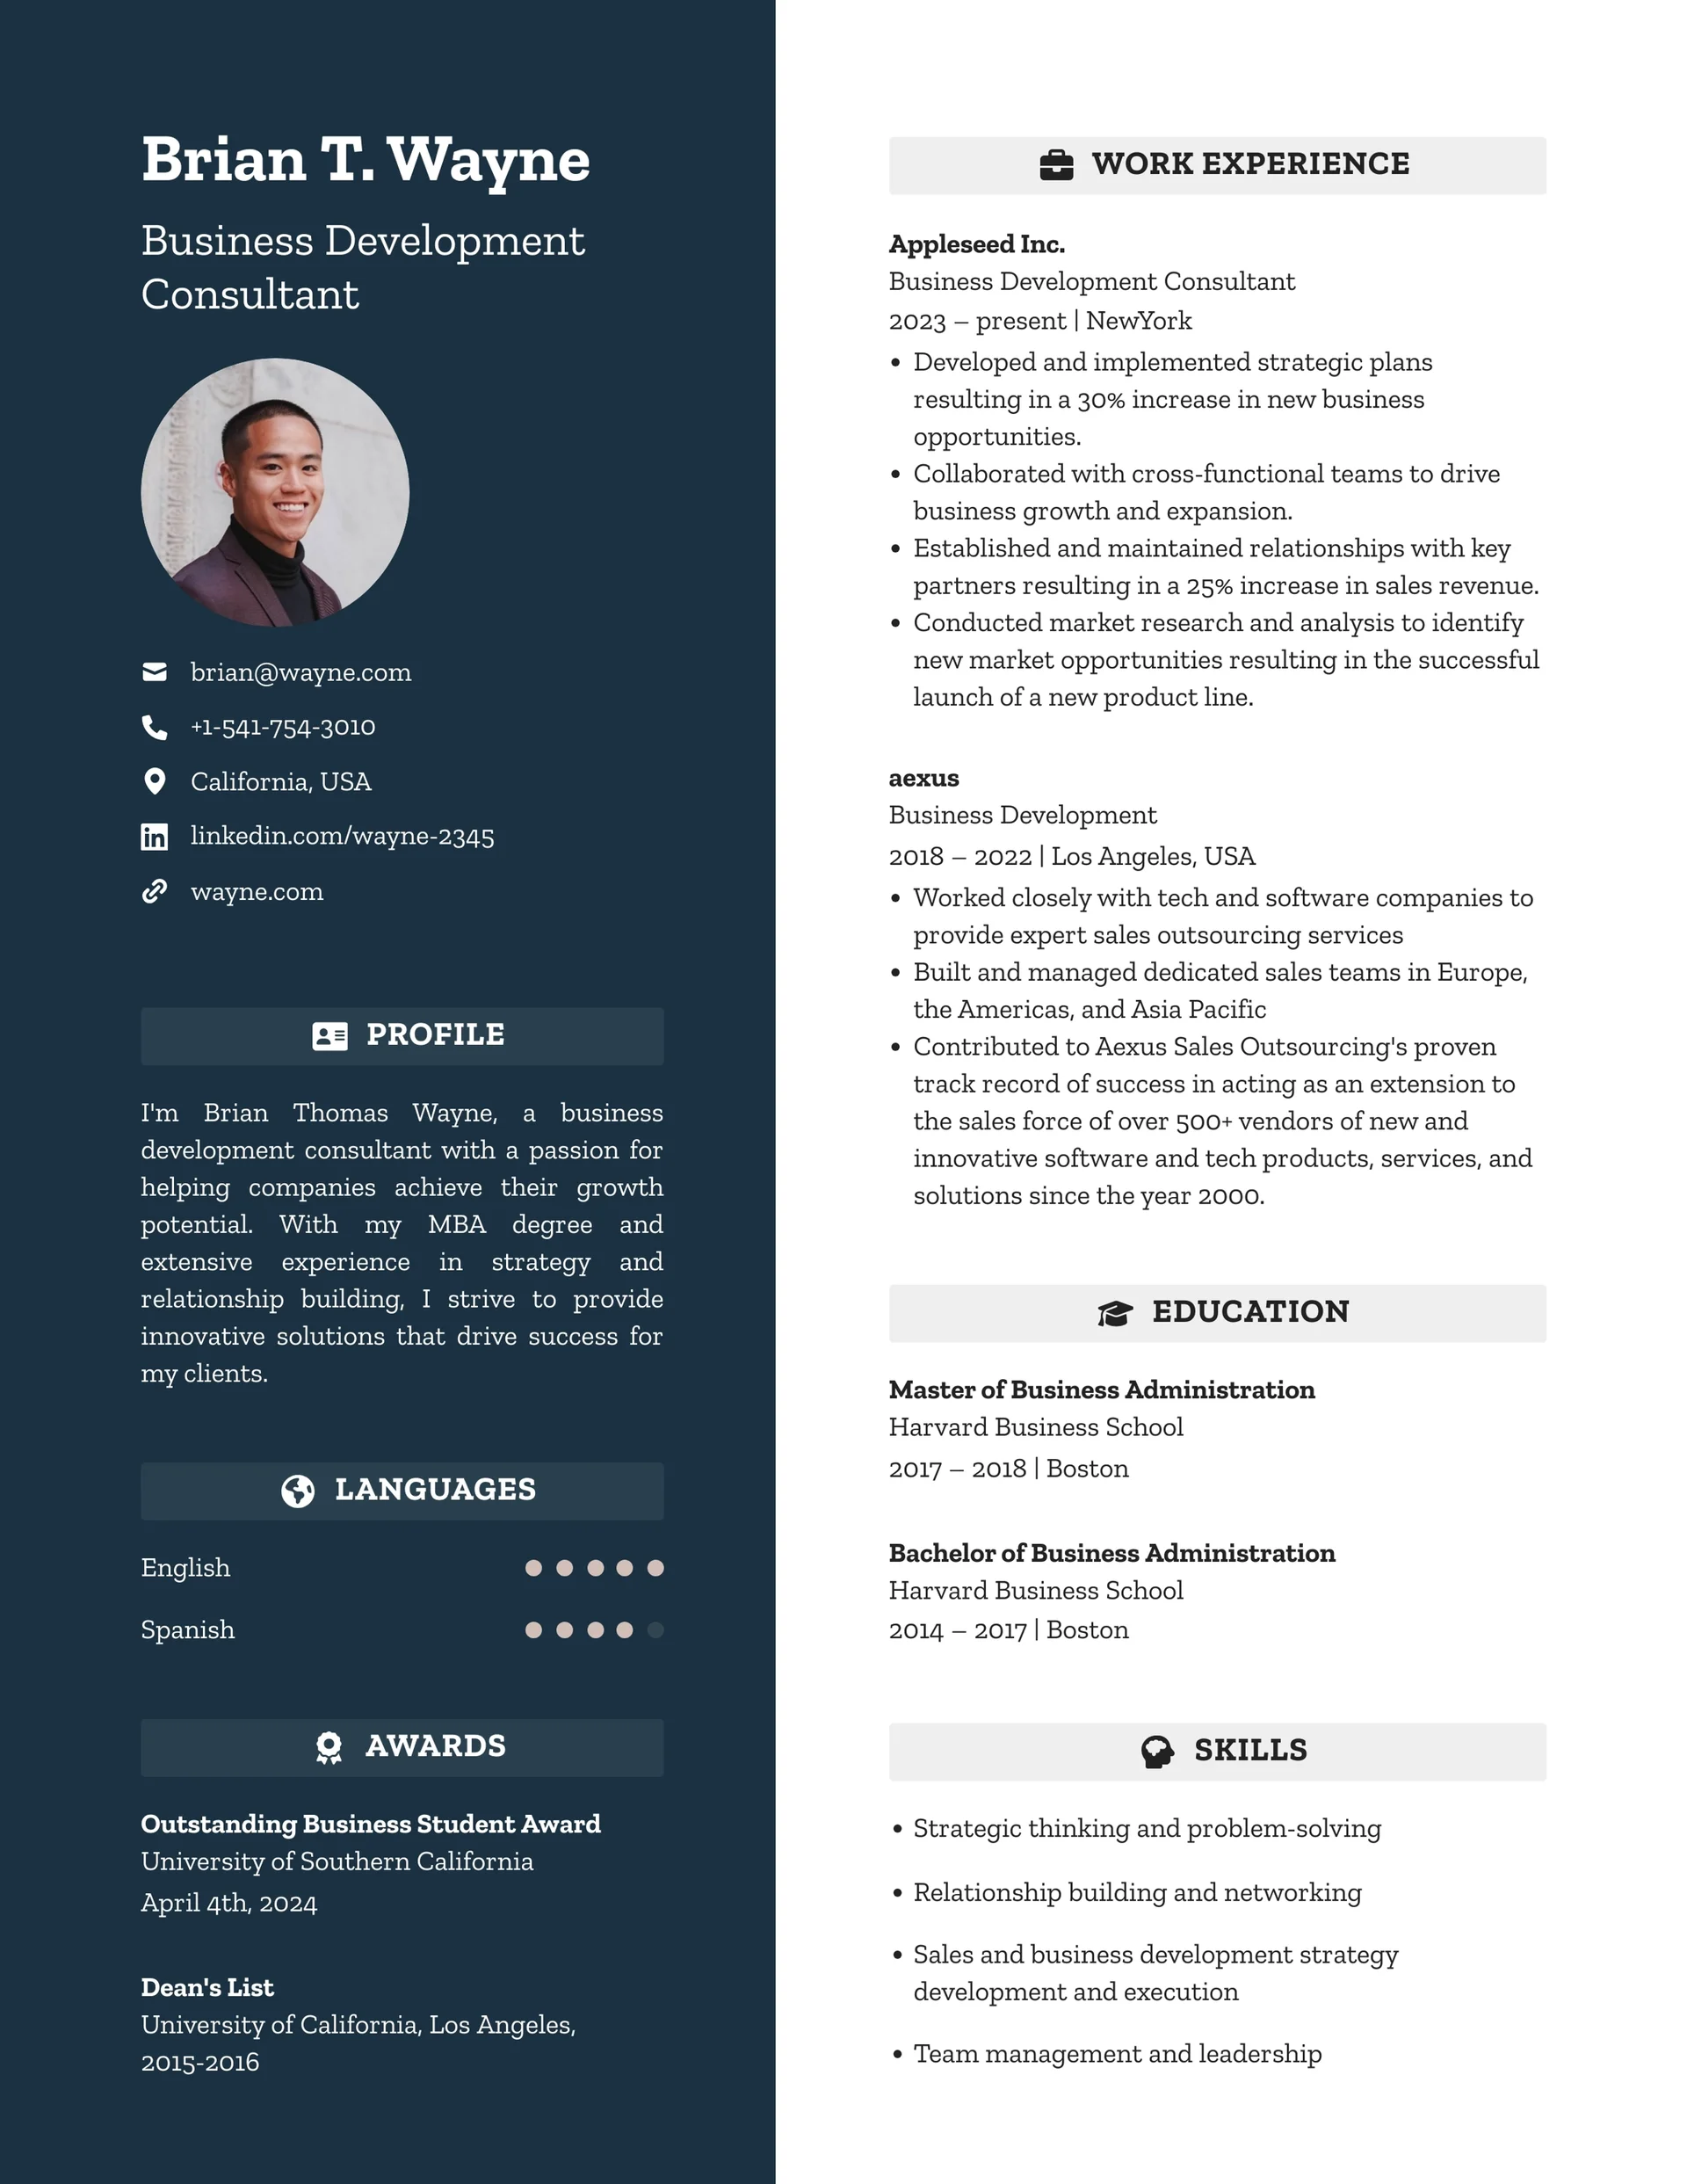 Brian T. Wayne
Business Development
Consultant
brian@wayne.com
+1-541-754-3010
California, USA
in linkedin.com/wayne-2345
wayne.com
PROFILE
I'm Brian Thomas Wayne, a business
development consultant with a passion for
helping companies achieve their growth
potential. With my MBA degree and
extensive experience in strategy and
relationship building, I strive to provide
innovative solutions that drive success for
my clients.
LANGUAGES
English
Spanish
AWARDS
Outstanding Business Student Award
University of Southern California
April 4th, 2024
Dean's List
University of California, Los Angeles,
2015-2016
WORK EXPERIENCE
Appleseed Inc.
Business Development Consultant
2023 – present | NewYork
• Developed and implemented strategic plans
resulting in a 30% increase in new business
opportunities.
• Collaborated with cross-functional teams to drive
business growth and expansion.
• Established and maintained relationships with key
partners resulting in a 25% increase in sales revenue.
• Conducted market research and analysis to identify
new market opportunities resulting in the successful
launch of a new product line.
aexus
Business Development
2018 – 2022 | Los Angeles, USA
• Worked closely with tech and software companies to
provide expert sales outsourcing services
• Built and managed dedicated sales teams in Europe,
the Americas, and Asia Pacific
• Contributed to Aexus Sales Outsourcing's proven
track record of success in acting as an extension to
the sales force of over 500+ vendors of new and
innovative software and tech products, services, and
solutions since the year 2000.
EDUCATION
Master of Business Administration
Harvard Business School
2017 – 2018 | Boston
Bachelor of Business Administration
Harvard Business School
2014 – 2017 | Boston
SKILLS
• Strategic thinking and problem-solving
• Relationship building and networking
• Sales and business development strategy
development and execution
• Team management and leadership